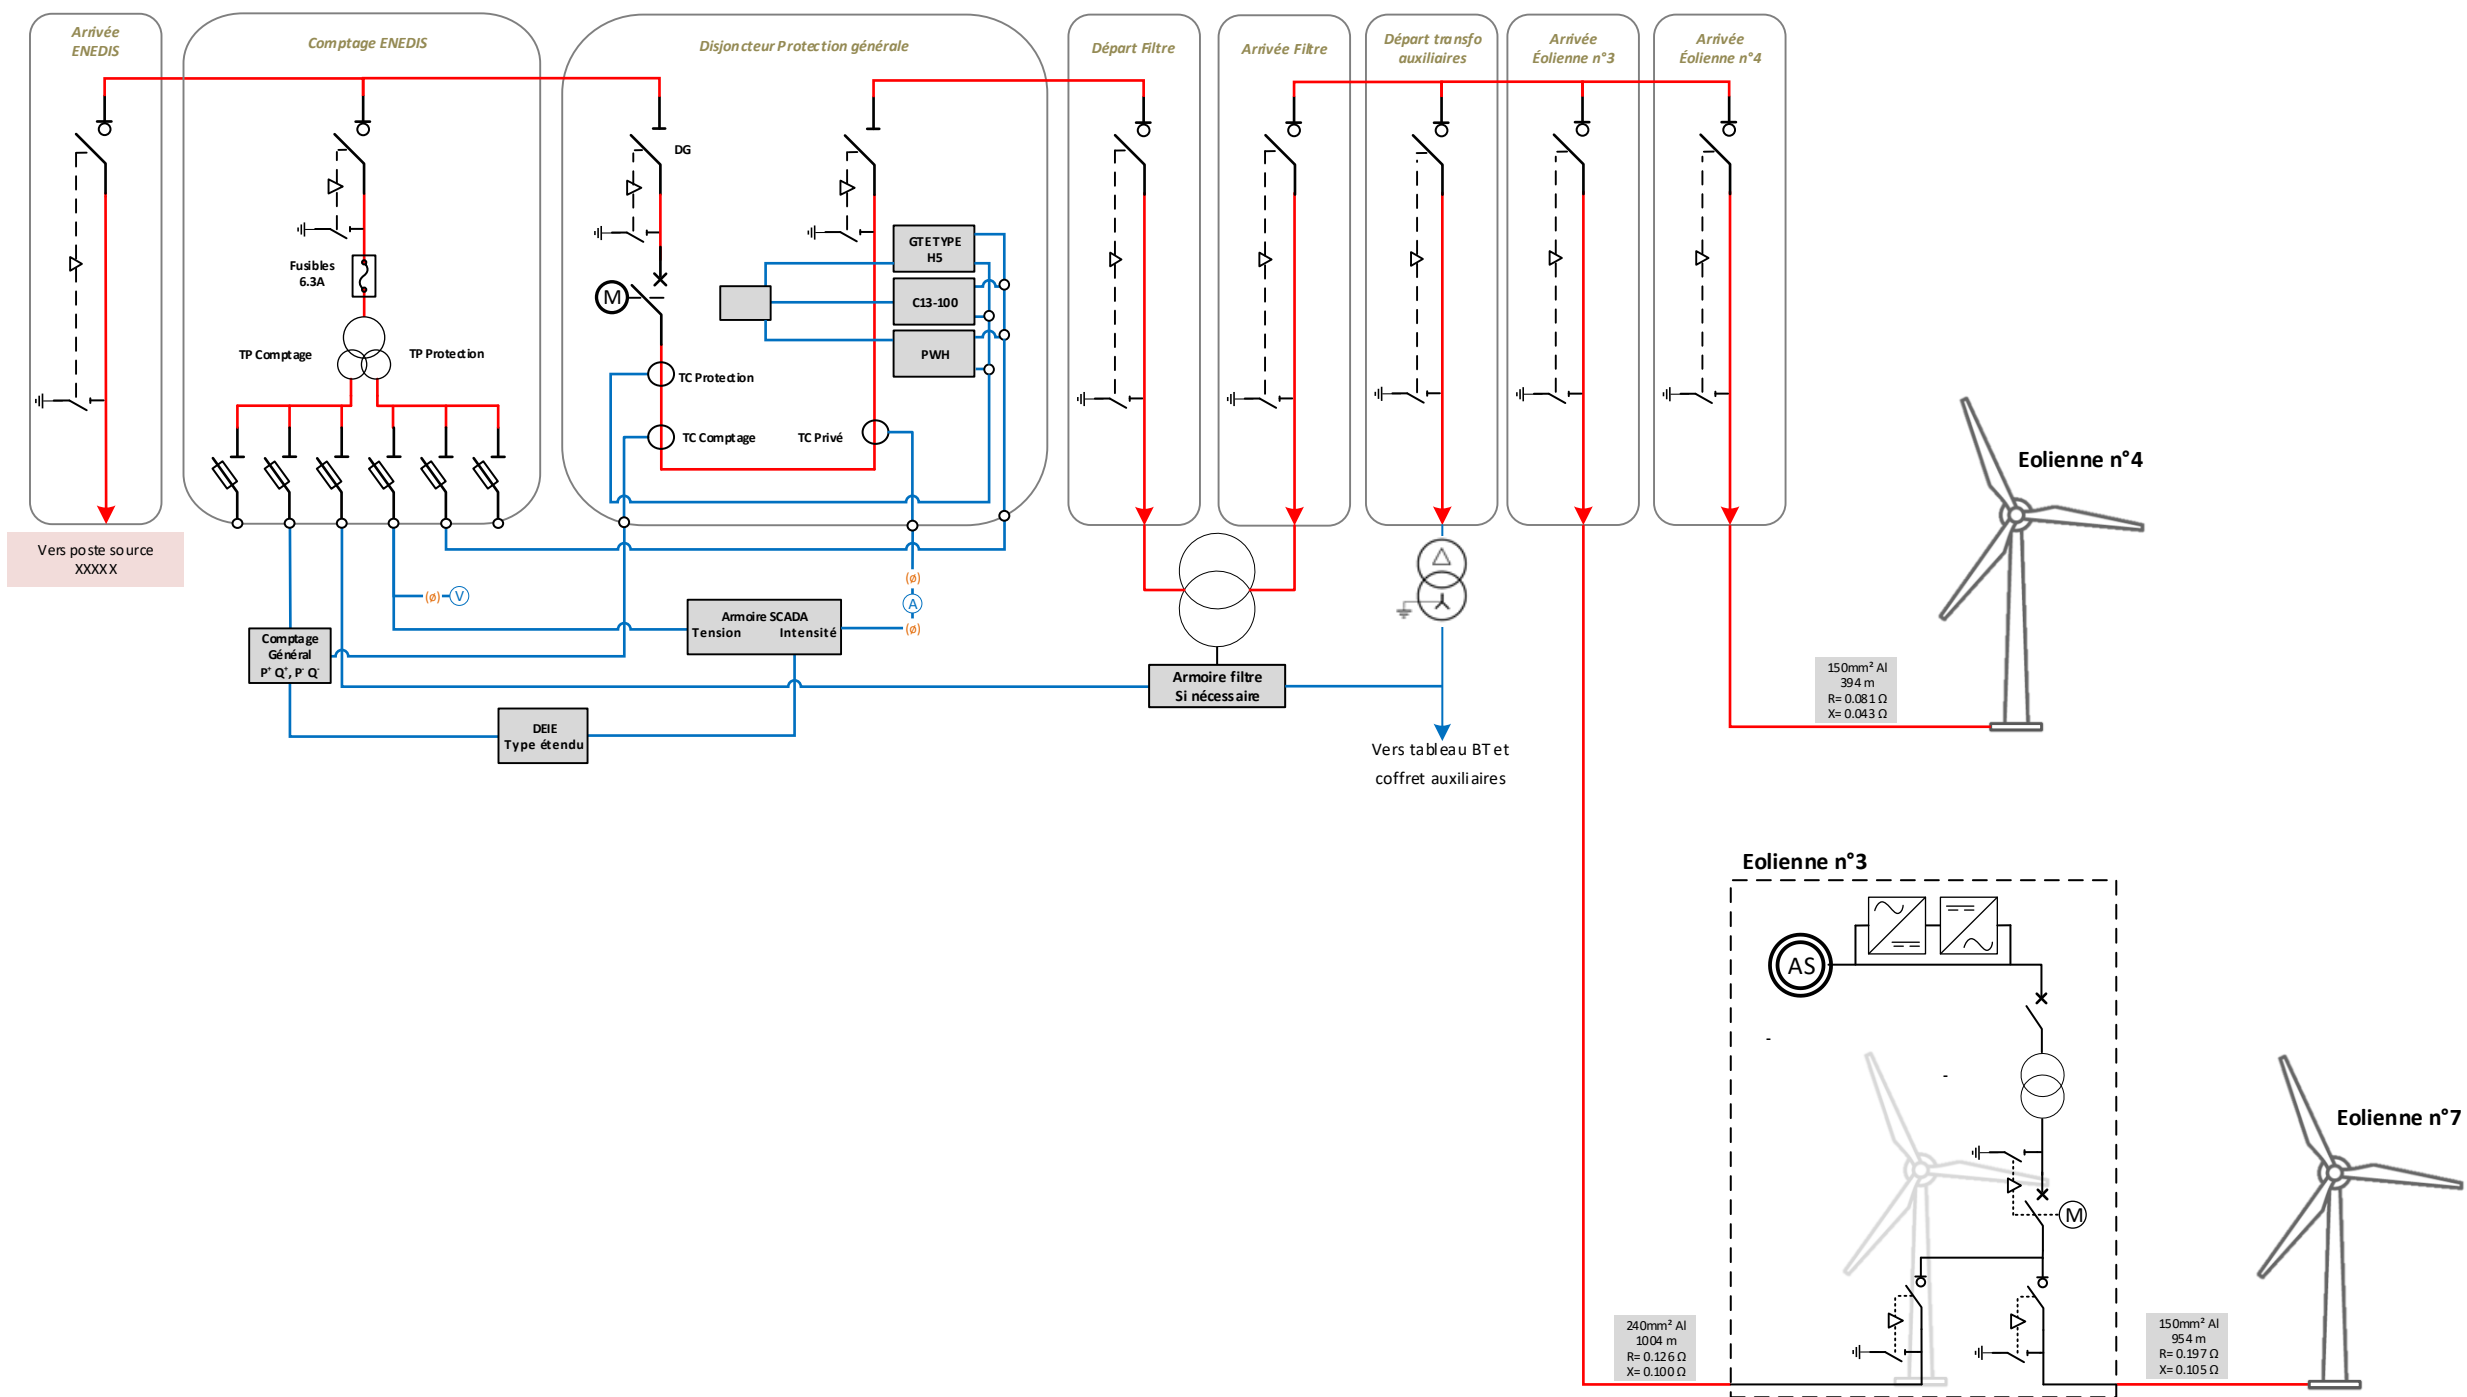 Arrivée
ENEDIS
Comptage ENEDIS
Disjoncteur Protection générale
Départ Filtre
Arrivée Filtre
Départ transfo
auxiliaires
Arrivée
Éolienne n°3
Arrivée
Éolienne n°4
DG
Fusibles
6.3A
M
GTE TYPE
H5
C13-100
PWH
TP Comptage
TP Protection
TC Protection
TC Comptage
TC Privé
Eolienne n°4
Vers poste source
XXXXX
(ø)
V
(ø)
A
(ø)
Armoire SCADA
Tension Intensité
Comptage
Général
P⁺ Q⁺, P⁻ Q⁻
Armoire filtre
Si nécessaire
DEIE
Type étendu
Vers tableau BT et
coffret auxiliaires
150mm² Al
394 m
R= 0.081 Ω
X= 0.043 Ω
Eolienne n°3
AS
-
-
M
Eolienne n°7
240mm² Al
1004 m
R= 0.126 Ω
X= 0.100 Ω
150mm² Al
954 m
R= 0.197 Ω
X= 0.105 Ω